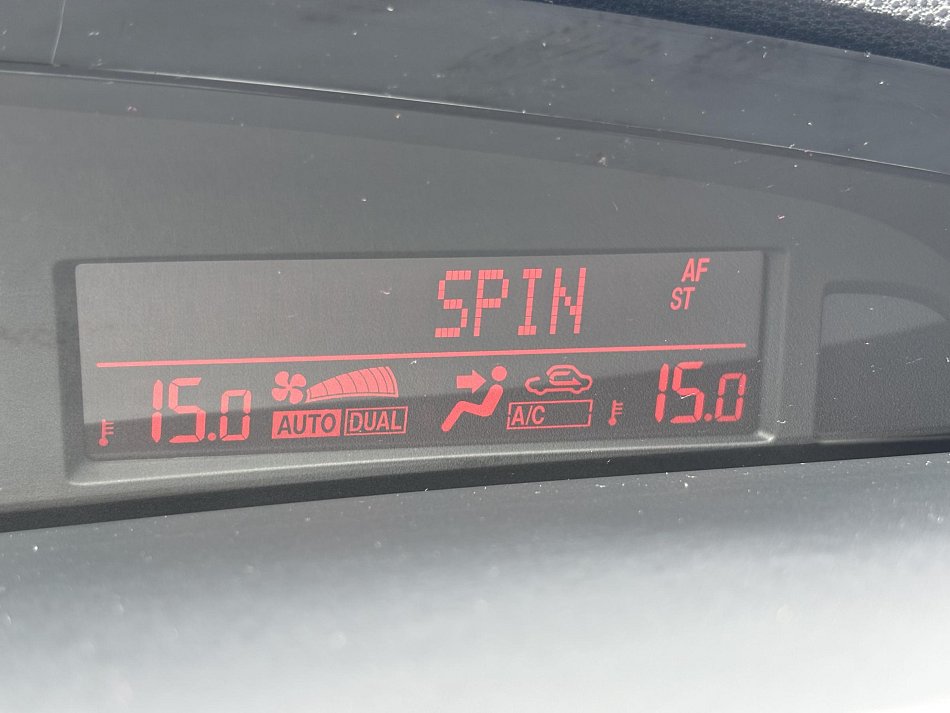 SPIN AF
ST
15.0 AUTO DUAL A/C 15.0